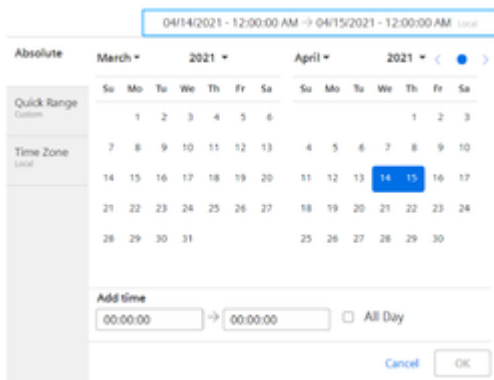 04/14/2021 - 12:00:00 AM → 04/15/2021 - 12:00:00 AM Local
Absolute
Quick Range
Custom
Time Zone
Local
March 2021
Su Mo Tu We Th Fr Sa
1 2 3 4 5 6
7 8 9 10 11 12 13
14 15 16 17 18 19 20
21 22 23 24 25 26 27
28 29 30 31
April 2021
Su Mo Tu We Th Fr Sa
1 2 3
4 5 6 7 8 9 10
11 12 13 14 15 16 17
18 19 20 21 22 23 24
25 26 27 28 29 30
Add time
00:00:00 → 00:00:00 All Day
Cancel OK